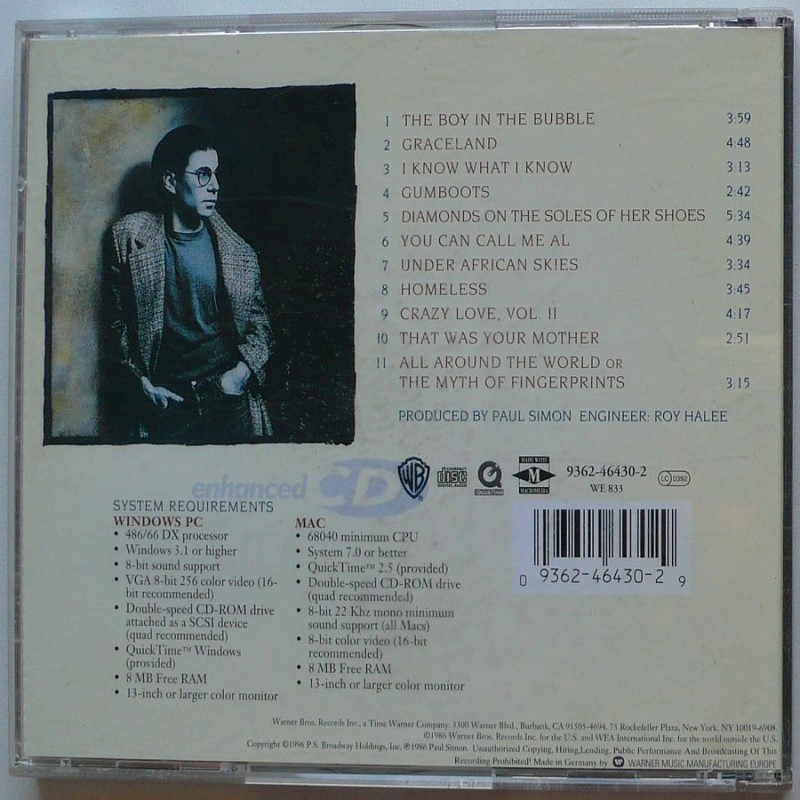 1 THE BOY IN THE BUBBLE 3:59
2 GRACELAND 4:48
3 I KNOW WHAT I KNOW 3:13
4 GUMBOOTS 2:42
5 DIAMONDS ON THE SOLES OF HER SHOES 5:34
6 YOU CAN CALL ME AL 4:39
7 UNDER AFRICAN SKIES 3:34
8 HOMELESS 3:45
9 CRAZY LOVE, VOL. II 4:17
10 THAT WAS YOUR MOTHER 2:51
11 ALL AROUND THE WORLD OR
THE MYTH OF FINGERPRINTS 3:15
PRODUCED BY PAUL SIMON ENGINEER: ROY HALEE
WB
COMPACT
disc
DIGITAL AUDIO
QuickTime
MADE WITH
M
MACROMEDIA
9362-46430-2
WE 833
LC 0392
0 9362-46430-2 9
enhanced CD
SYSTEM REQUIREMENTS
WINDOWS PC
• 486/66 DX processor
• Windows 3.1 or higher
• 8-bit sound support
• VGA 8-bit 256 color video (16-
bit recommended)
• Double-speed CD-ROM drive
attached as a SCSI device
(quad recommended)
• QuickTime™ Windows
(provided)
• 8 MB Free RAM
• 13-inch or larger color monitor
MAC
• 68040 minimum CPU
• System 7.0 or better
• QuickTime™ 2.5 (provided)
• Double-speed CD-ROM drive
(quad recommended)
• 8-bit 22 Khz mono minimum
sound support (all Macs)
• 8-bit color video (16-bit
recommended)
• 8 MB Free RAM
• 13-inch or larger color monitor
Warner Bros. Records Inc., a Time Warner Company. 3300 Warner Blvd., Burbank, CA 91505-4694. 75 Rockefeller Plaza, New York, NY 10019-6908.
©1986 Warner Bros. Records Inc. for the U.S. and WEA International Inc. for the world outside the U.S.
Copyright ©1996 P.S. Broadway Holdings, Inc. ℗1986 Paul Simon. Unauthorized Copying, Hiring, Lending, Public Performance And Broadcasting Of This
Recording Prohibited! Made in Germany by WARNER MUSIC MANUFACTURING EUROPE